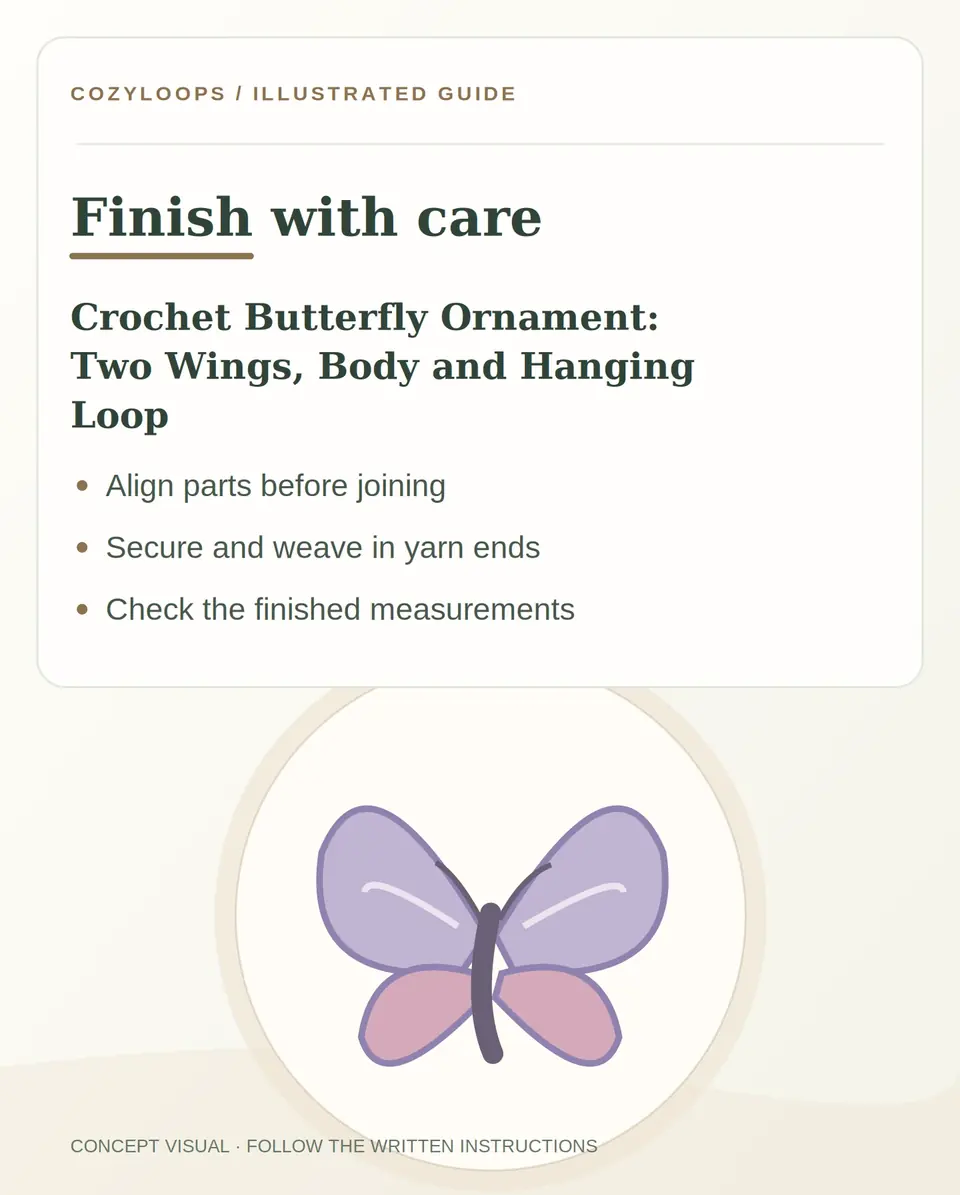 COZYLOOPS / ILLUSTRATED GUIDE
Finish with care
Crochet Butterfly Ornament:
Two Wings, Body and Hanging
Loop
• Align parts before joining
• Secure and weave in yarn ends
• Check the finished measurements
CONCEPT VISUAL · FOLLOW THE WRITTEN INSTRUCTIONS